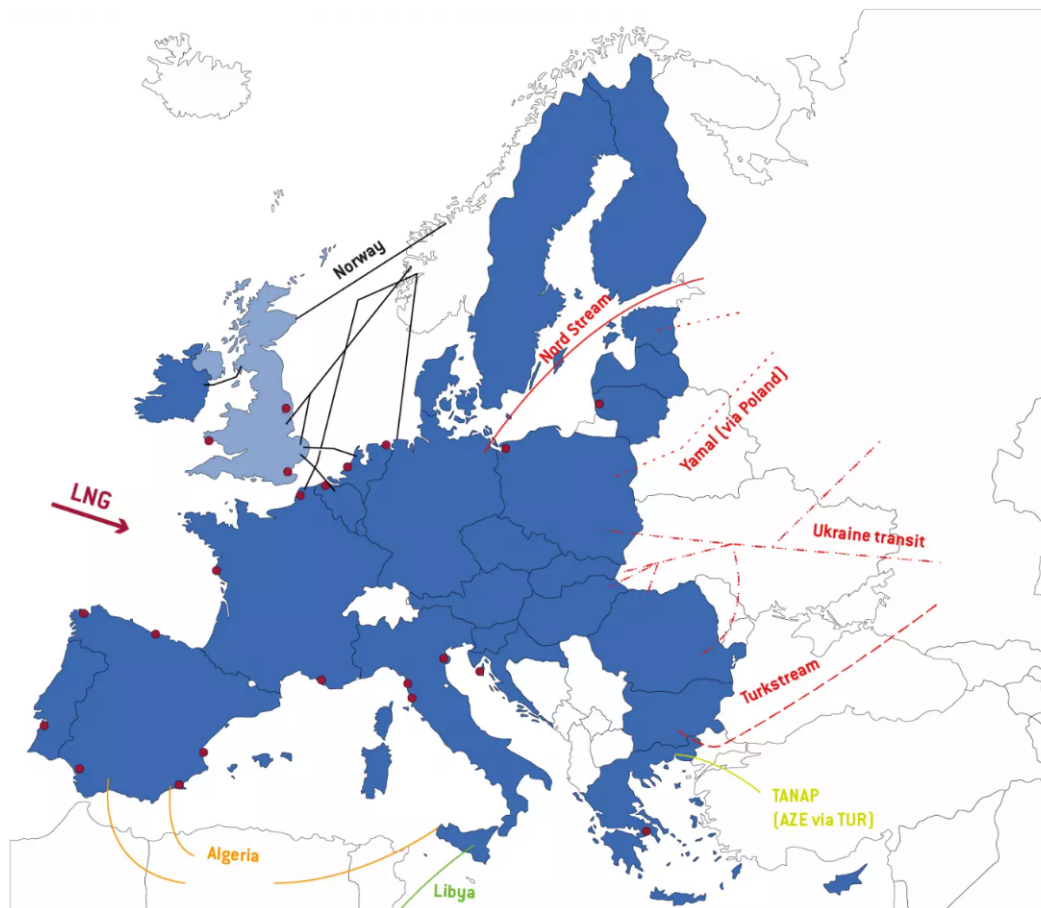 Norway
Nord Stream
Yamal (via Poland)
LNG
Ukraine transit
Turkstream
TANAP
(AZE via TUR)
Algeria
Libya